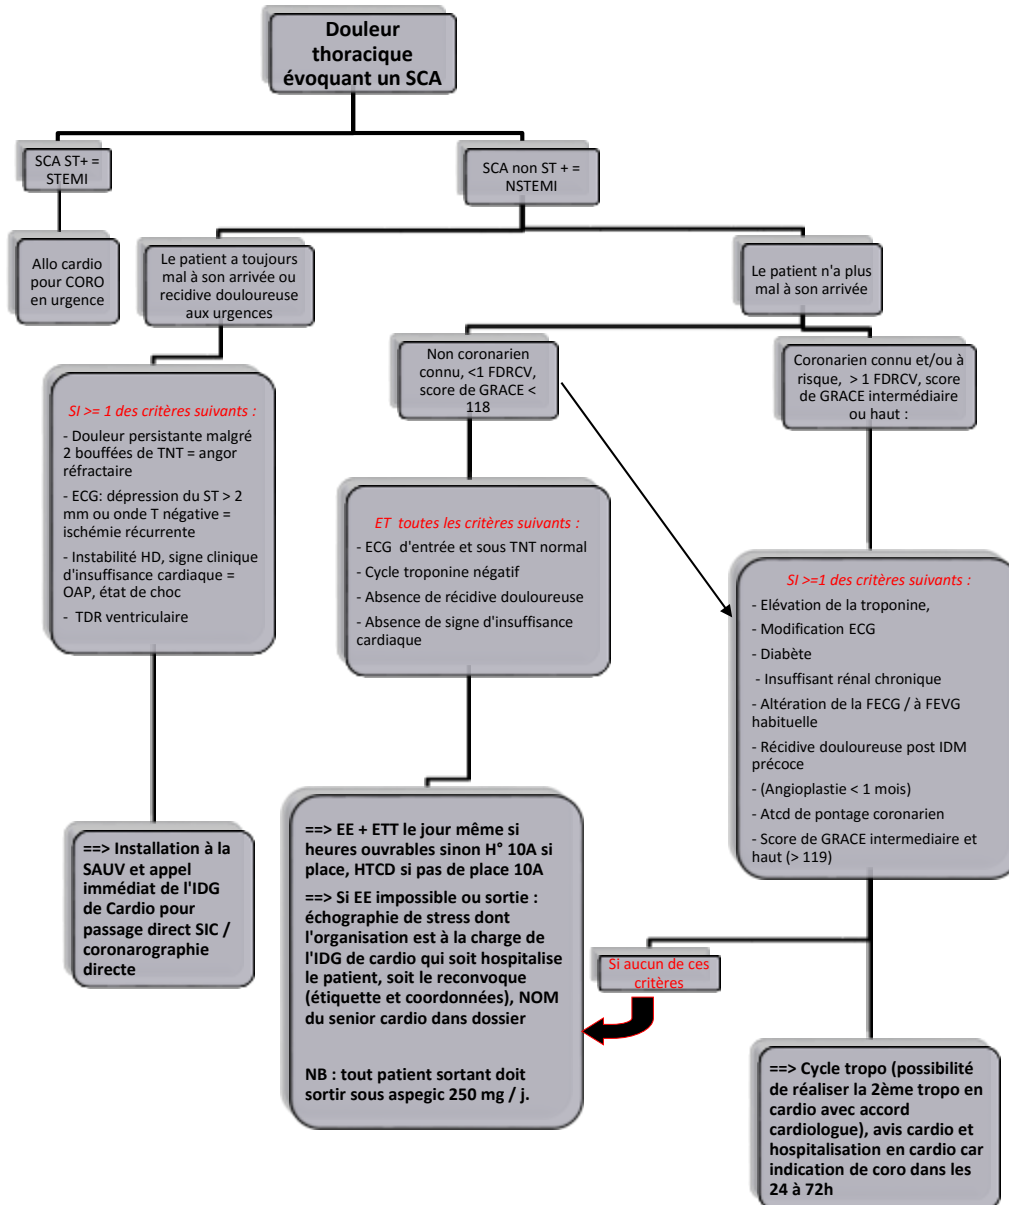 Douleur
thoracique
évoquant un SCA
SCA ST+ =
STEMI
SCA non ST + =
NSTEMI
Allo cardio
pour CORO
en urgence
Le patient a toujours
mal à son arrivée ou
recidive douloureuse
aux urgences
Le patient n'a plus
mal à son arrivée
Non coronarien
connu, <1 FDRCV,
score de GRACE <
118
Coronarien connu et/ou à
risque, > 1 FDRCV, score
de GRACE intermédiaire
ou haut :
SI >= 1 des critères suivants :
- Douleur persistante malgré
2 bouffées de TNT = angor
réfractaire
- ECG: dépression du ST > 2
mm ou onde T négative =
ischémie récurrente
- Instabilité HD, signe clinique
d'insuffisance cardiaque =
OAP, état de choc
- TDR ventriculaire
ET toutes les critères suivants :
- ECG d'entrée et sous TNT normal
- Cycle troponine négatif
- Absence de récidive douloureuse
- Absence de signe d'insuffisance
cardiaque
SI >=1 des critères suivants :
- Elévation de la troponine,
- Modification ECG
- Diabète
- Insuffisant rénal chronique
- Altération de la FECG / à FEVG
habituelle
- Récidive douloureuse post IDM
précoce
- (Angioplastie < 1 mois)
- Atcd de pontage coronarien
- Score de GRACE intermediaire et
haut (> 119)
==> Installation à la
SAUV et appel
immédiat de l'IDG
de Cardio pour
passage direct SIC /
coronarographie
directe
==> EE + ETT le jour même si
heures ouvrables sinon H° 10A si
place, HTCD si pas de place 10A
==> Si EE impossible ou sortie :
échographie de stress dont
l'organisation est à la charge de
l'IDG de cardio qui soit hospitalise
le patient, soit le reconvoque
(étiquette et coordonnées), NOM
du senior cardio dans dossier
NB : tout patient sortant doit
sortir sous aspegic 250 mg / j.
Si aucun de ces
critères
==> Cycle tropo (possibilité
de réaliser la 2ème tropo en
cardio avec accord
cardiologue), avis cardio et
hospitalisation en cardio car
indication de coro dans les
24 à 72h